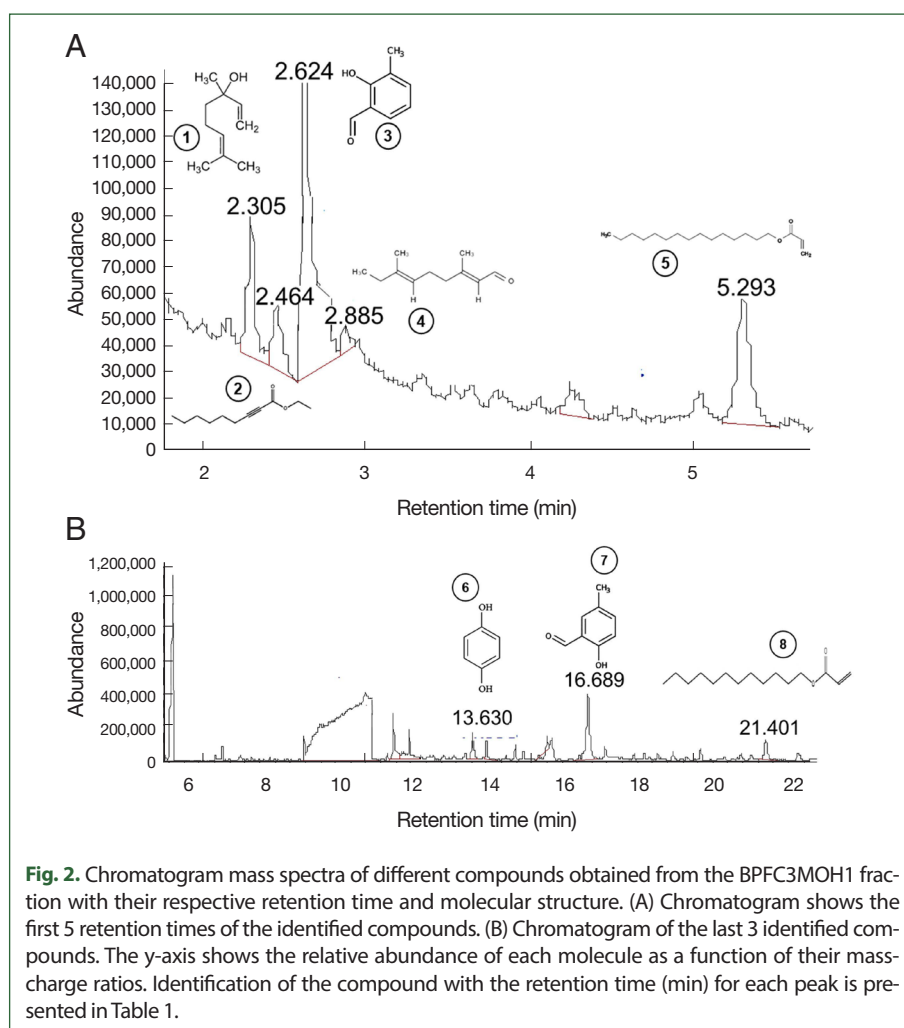 A
140,000
130,000
120,000
110,000
100,000
90,000
80,000
70,000
60,000
50,000
40,000
30,000
20,000
10,000
0
Abundance
2.305
2.464
2.624
2.885
5.293
1
H₃C OH
CH₂
H₃C CH₃
2
O
O
3
CH₃
HO
O
4
CH₃ CH₃
H₃C O
H H
5
H₃C O
O
CH₃
2 3 4 5
Retention time (min)
B
1,200,000
1,000,000
800,000
600,000
400,000
200,000
0
Abundance
6
OH
OH
13.630
7
CH₃
O
OH
16.689
8
21.401
6 8 10 14 16 18 20 22
Retention time (min)
Fig. 2. Chromatogram mass spectra of different compounds obtained from the BPFC3MOH1 frac-
tion with their respective retention time and molecular structure. (A) Chromatogram shows the
first 5 retention times of the identified compounds. (B) Chromatogram of the last 3 identified com-
pounds. The y-axis shows the relative abundance of each molecule as a function of their mass-
charge ratios. Identification of the compound with the retention time (min) for each peak is pre-
sented in Table 1.